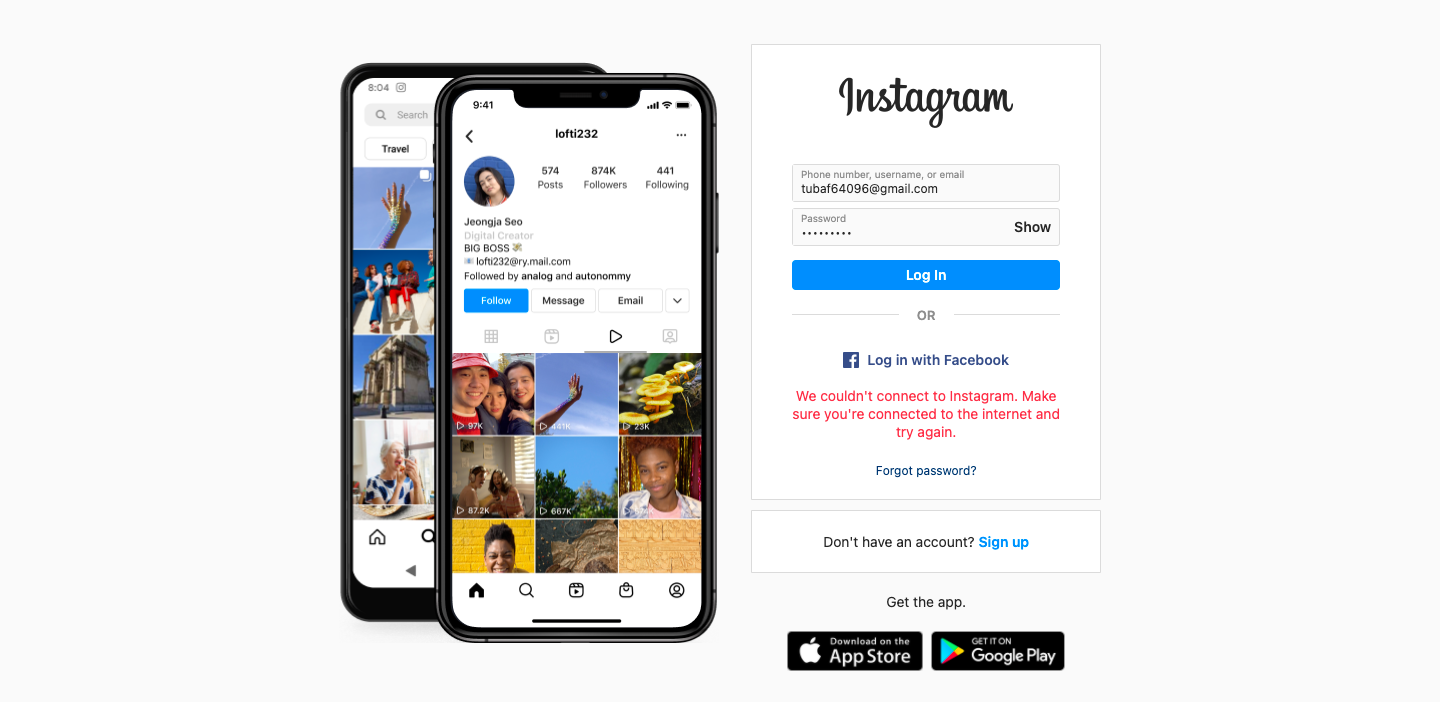 8:04
Search
Travel
9:41
lofti232
574 874K 441
Posts Followers Following
Jeongja Seo
Digital Creator
BIG BOSS 💸
📧 lofti232@ry.mail.com
Followed by analog and autonommy
Follow Message Email
97K 441K 23K
87.2K 667K
Instagram
Phone number, username, or email
tubaf64096@gmail.com
Password
••••••••• Show
Log In
OR
Log in with Facebook
We couldn't connect to Instagram. Make
sure you're connected to the internet and
try again.
Forgot password?
Don't have an account? Sign up
Get the app.
Download on the
App Store
GET IT ON
Google Play